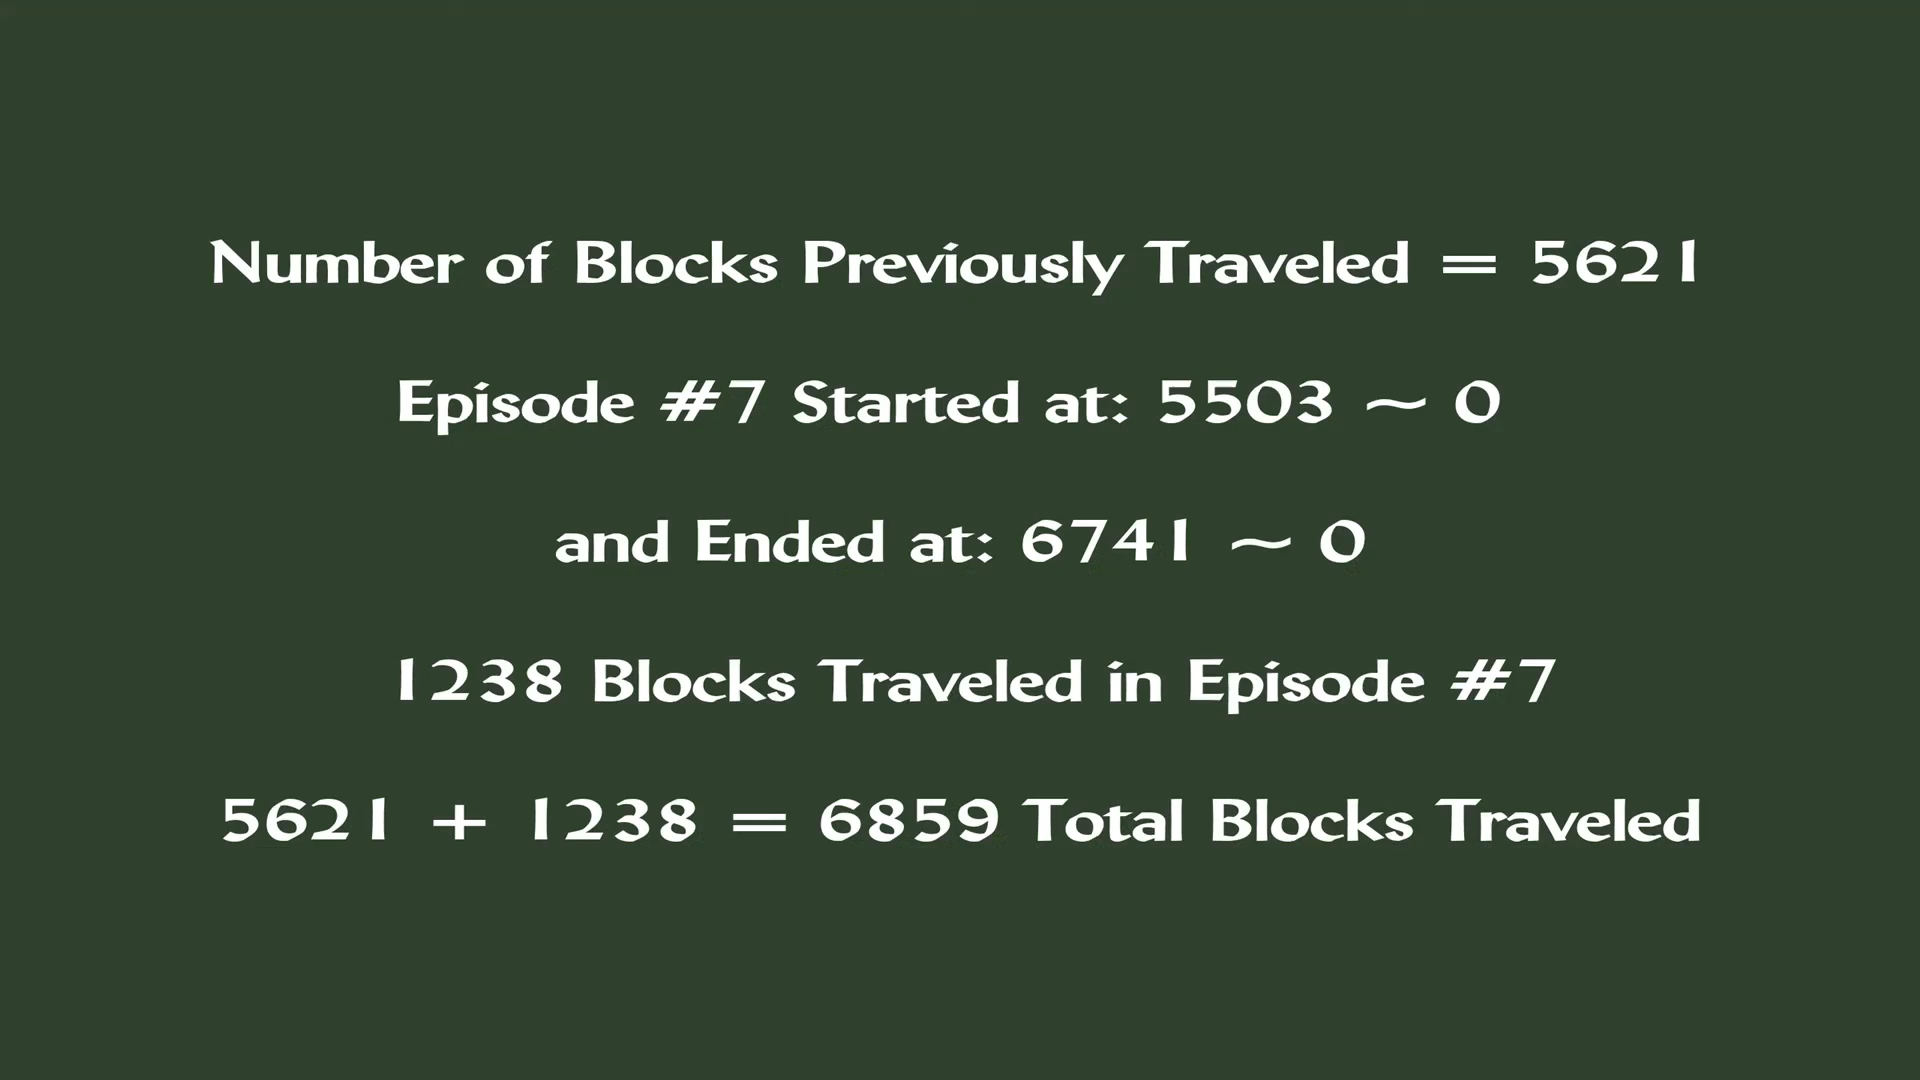 Number of Blocks Previously Traveled = 5621
Episode #7 Started at: 5503 ~ 0
and Ended at: 6741 ~ 0
1238 Blocks Traveled in Episode #7
5621 + 1238 = 6859 Total Blocks Traveled